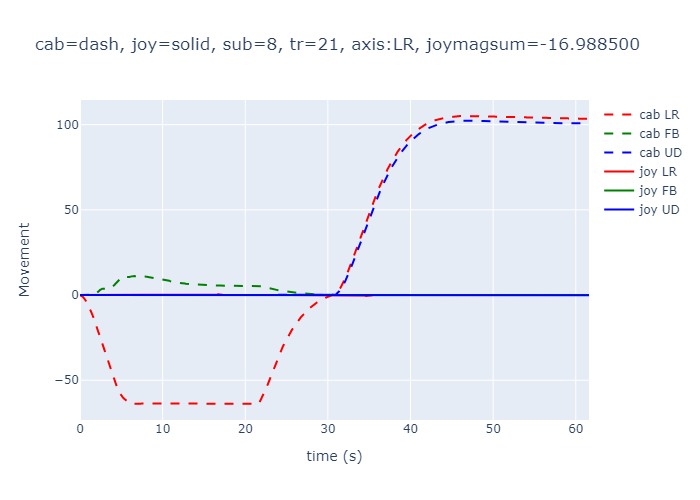 cab=dash, joy=solid, sub=8, tr=21, axis:LR, joymagsum=-16.988500
cab LR
cab FB
cab UD
joy LR
joy FB
joy UD
Movement
100
50
0
−50
0 10 20 30 40 50 60
time (s)